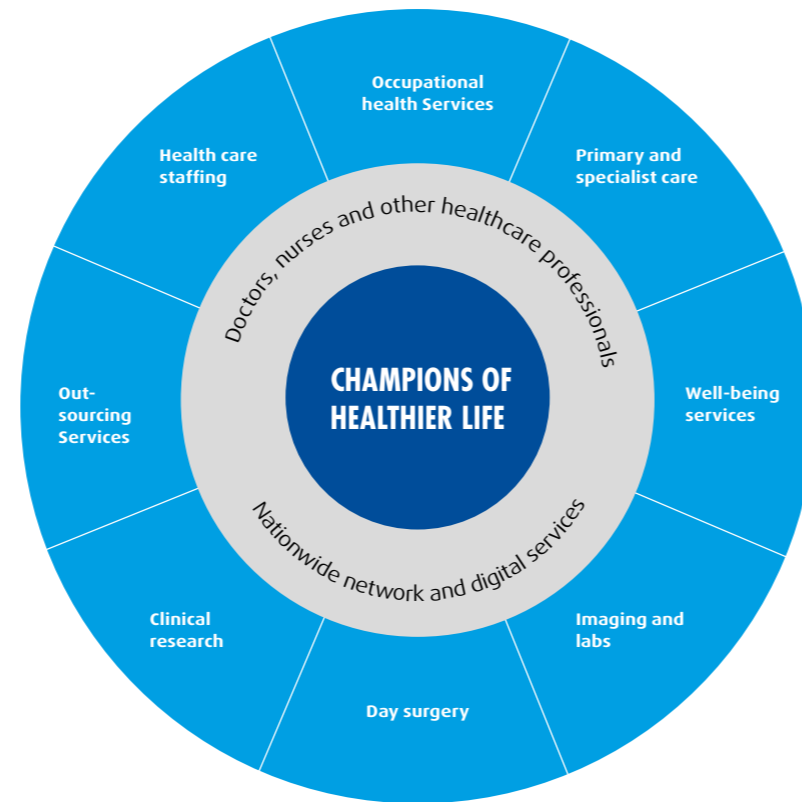 Occupational
health Services
Primary and
specialist care
Well-being
services
Imaging and
labs
Day surgery
Clinical
research
Out-
sourcing
Services
Health care
staffing
Doctors, nurses and other healthcare professionals
Nationwide network and digital services
CHAMPIONS OF
HEALTHIER LIFE